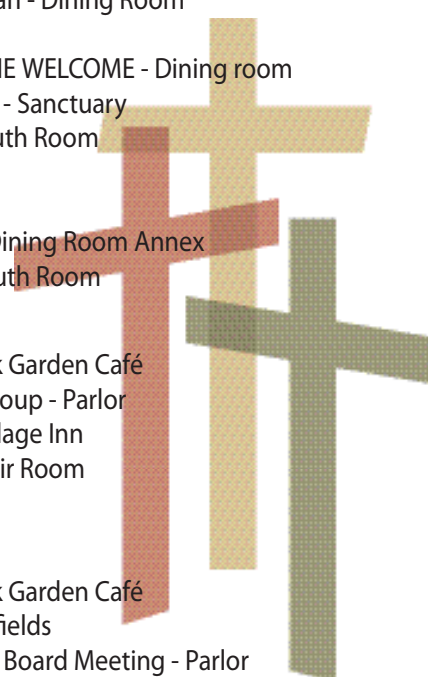 an - Dining Room
E WELCOME - Dining room
- Sanctuary
uth Room
Dining Room Annex
uth Room
k Garden Café
oup - Parlor
lage Inn
ir Room
k Garden Café
fields
Board Meeting - Parlor